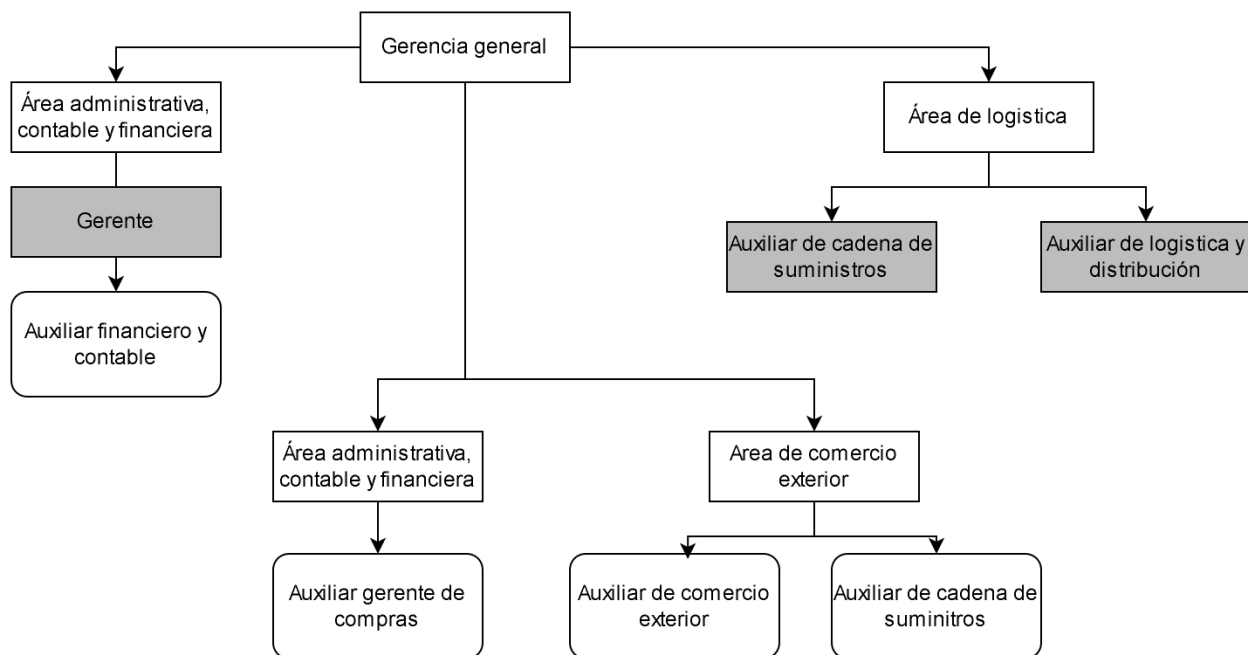 Gerencia general
Área administrativa,
contable y financiera
Área de logistica
Gerente
Auxiliar de cadena de
suministros
Auxiliar de logistica y
distribución
Auxiliar financiero y
contable
Área administrativa,
contable y financiera
Area de comercio
exterior
Auxiliar gerente de
compras
Auxiliar de comercio
exterior
Auxiliar de cadena de
suminitros